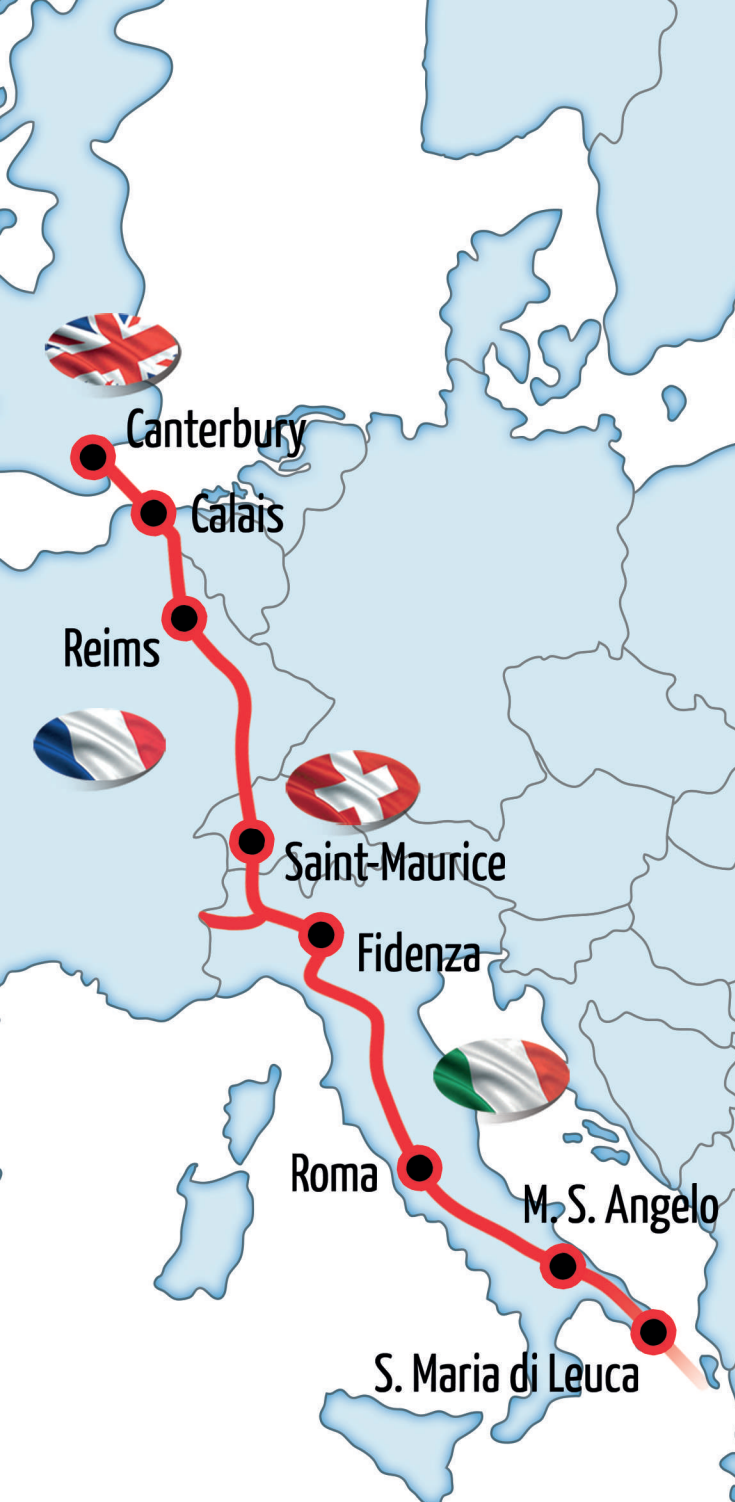 Canterbury
Calais
Reims
Saint-Maurice
Fidenza
Roma
M. S. Angelo
S. Maria di Leuca